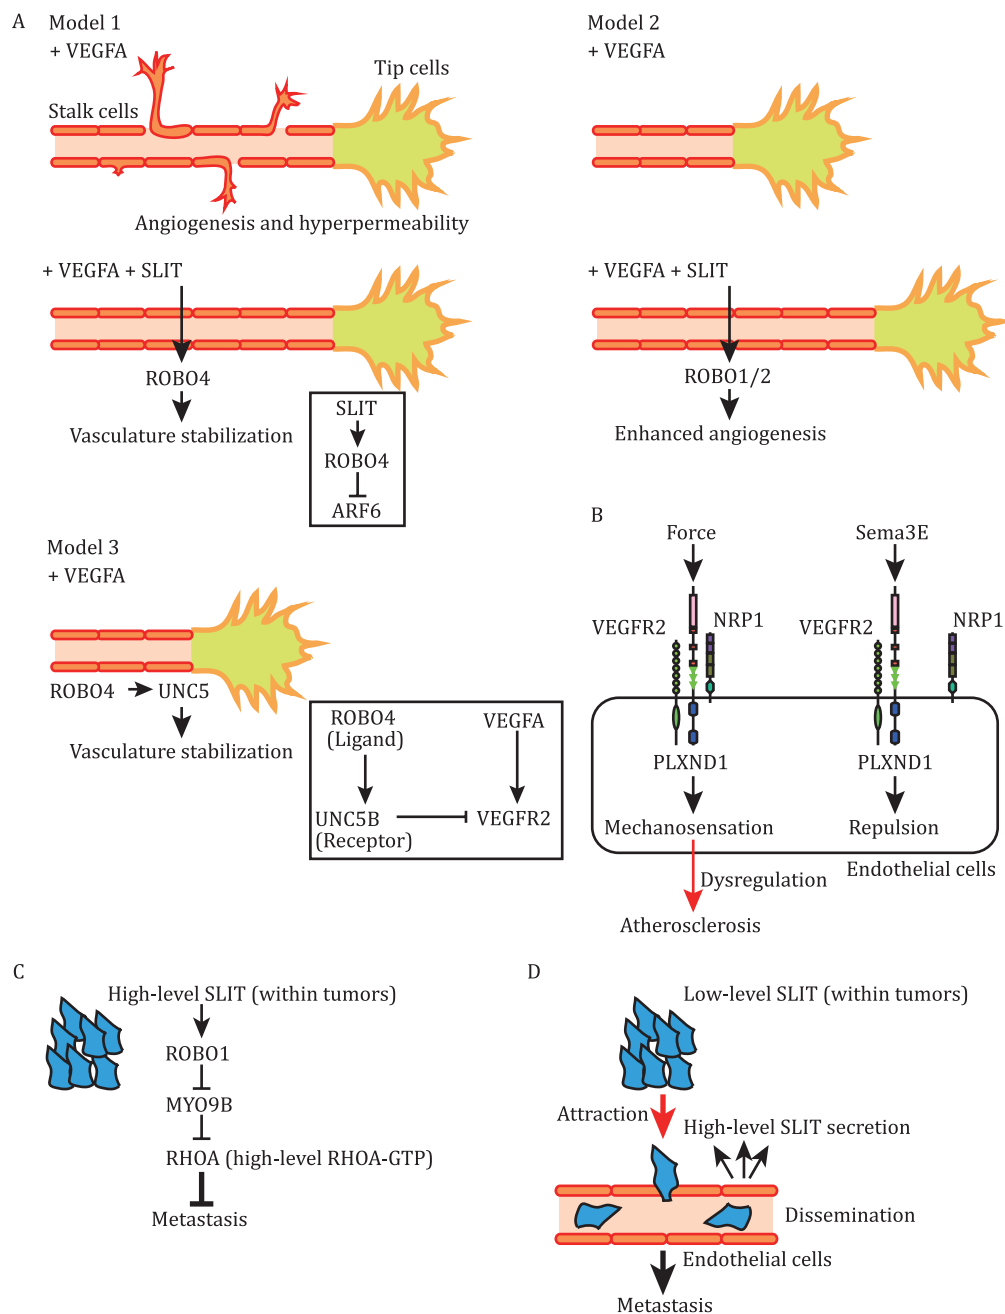 A
Model 1
+ VEGFA
Stalk cells
Tip cells
Angiogenesis and hyperpermeability
+ VEGFA + SLIT
ROBO4
Vasculature stabilization
SLIT
ROBO4
ARF6
Model 2
+ VEGFA
+ VEGFA + SLIT
ROBO1/2
Enhanced angiogenesis
Model 3
+ VEGFA
ROBO4
UNC5
Vasculature stabilization
ROBO4
(Ligand)
VEGFA
UNC5B
(Receptor)
VEGFR2
B
Force
Sema3E
VEGFR2
NRP1
VEGFR2
NRP1
PLXND1
PLXND1
Mechanosensation
Repulsion
Endothelial cells
Dysregulation
Atherosclerosis
C
High-level SLIT (within tumors)
ROBO1
MYO9B
RHOA (high-level RHOA-GTP)
Metastasis
D
Low-level SLIT (within tumors)
Attraction
High-level SLIT secretion
Dissemination
Endothelial cells
Metastasis